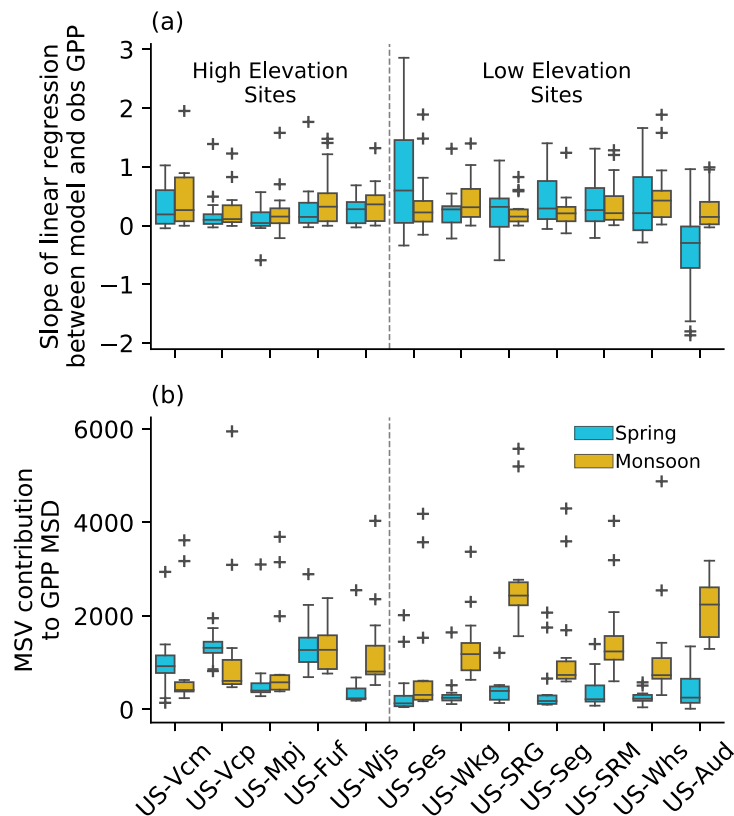 (a)
Slope of linear regression
between model and obs GPP
3
2
1
0
−1
−2
High Elevation
Sites
Low Elevation
Sites
(b)
MSV contribution
to GPP MSD
6000
4000
2000
0
Spring
Monsoon
US-Vcm
US-Vcp
US-Mpj
US-Fuf
US-Wjs
US-Ses
US-Wkg
US-SRG
US-Seg
US-SRM
US-Whs
US-Aud